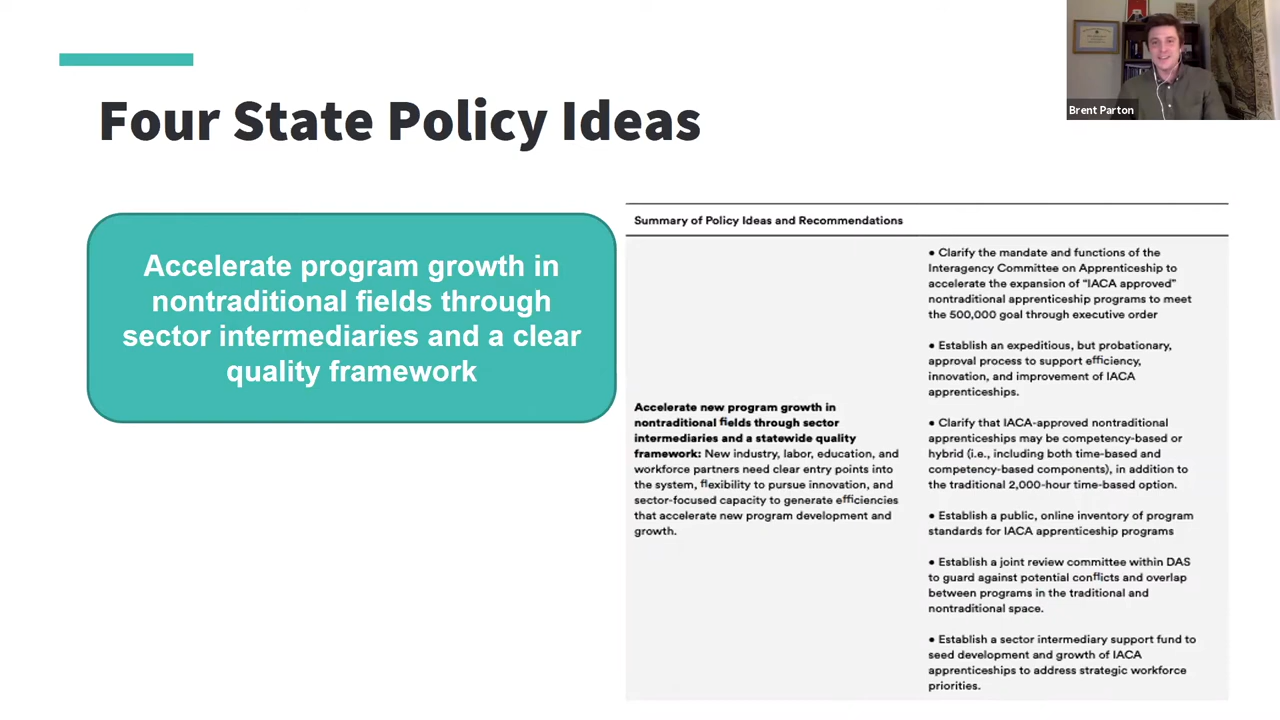 Four State Policy Ideas
Brent Parton
Accelerate program growth in
nontraditional fields through
sector intermediaries and a clear
quality framework
Summary of Policy Ideas and Recommendations
Accelerate new program growth in
nontraditional fields through sector
intermediaries and a statewide quality
framework: New industry, labor, education, and
workforce partners need clear entry points into
the system, flexibility to pursue innovation, and
sector-focused capacity to generate efficiencies
that accelerate new program development and
growth.
● Clarify the mandate and functions of the
Interagency Committee on Apprenticeship to
accelerate the expansion of “IACA approved”
nontraditional apprenticeship programs to meet
the 500,000 goal through executive order
● Establish an expeditious, but probationary,
approval process to support efficiency,
innovation, and improvement of IACA
apprenticeships.
● Clarify that IACA-approved nontraditional
apprenticeships may be competency-based or
hybrid (i.e., including both time-based and
competency-based components), in addition to
the traditional 2,000-hour time-based option.
● Establish a public, online inventory of program
standards for IACA apprenticeship programs
● Establish a joint review committee within DAS
to guard against potential conflicts and overlap
between programs in the traditional and
nontraditional space.
● Establish a sector intermediary support fund to
seed development and growth of IACA
apprenticeships to address strategic workforce
priorities.